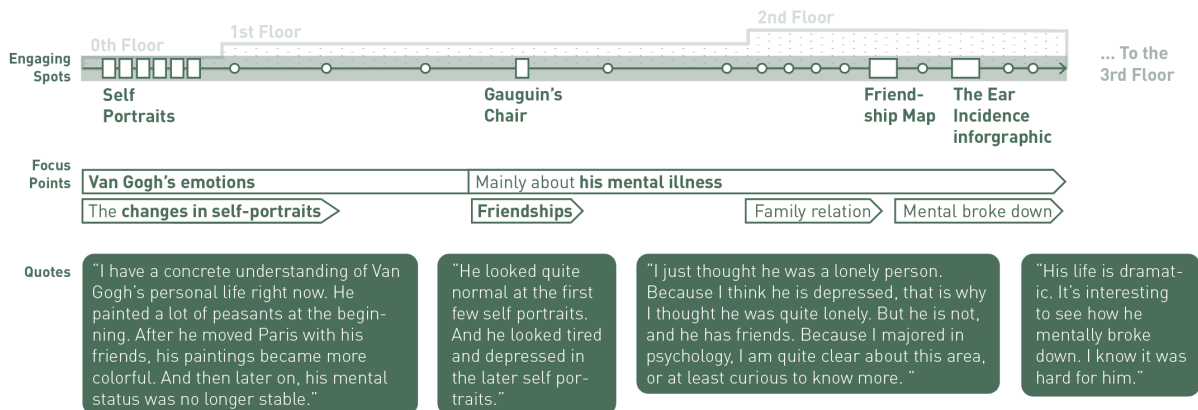 2nd Floor
1st Floor
0th Floor
Engaging
Spots
... To the
3rd Floor
Self
Portraits
Gauguin's
Chair
Friend-
ship Map
The Ear
Incidence
inforgraphic
Focus
Points
Van Gogh's emotions
Mainly about his mental illness
The changes in self-portraits
Friendships
Family relation
Mental broke down
Quotes
"I have a concrete understanding of Van
Gogh's personal life right now. He
painted a lot of peasants at the begin-
ning. After he moved Paris with his
friends, his paintings became more
colorful. And then later on, his mental
status was no longer stable."
"He looked quite
normal at the first
few self portraits.
And he looked tired
and depressed in
the later self por-
traits."
"I just thought he was a lonely person.
Because I think he is depressed, that is why
I thought he was quite lonely. But he is not,
and he has friends. Because I majored in
psychology, I am quite clear about this area,
or at least curious to know more. "
"His life is dramat-
ic. It's interesting
to see how he
mentally broke
down. I know it was
hard for him."